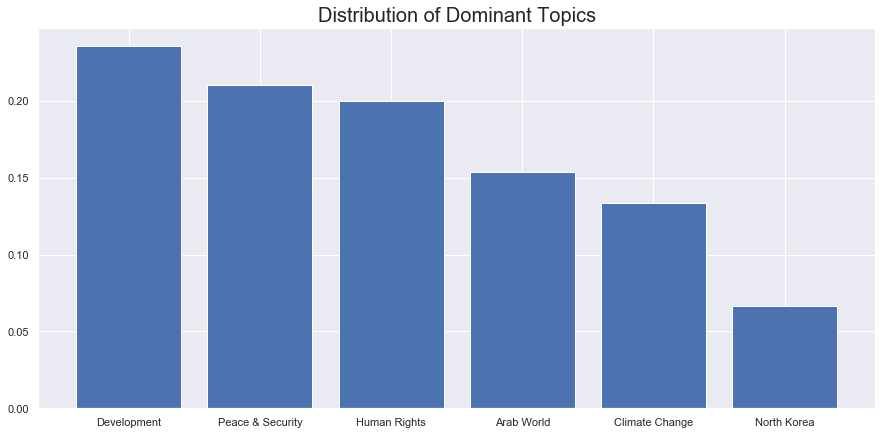 Distribution of Dominant Topics
0.20
0.15
0.10
0.05
0.00
Development Peace & Security Human Rights Arab World Climate Change North Korea